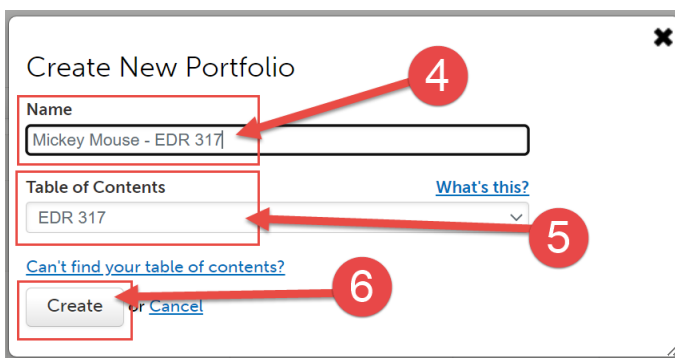 Create New Portfolio
4
Name
Mickey Mouse - EDR 317
Table of Contents What's this?
EDR 317
5
Can't find your table of contents?
6
Create or Cancel